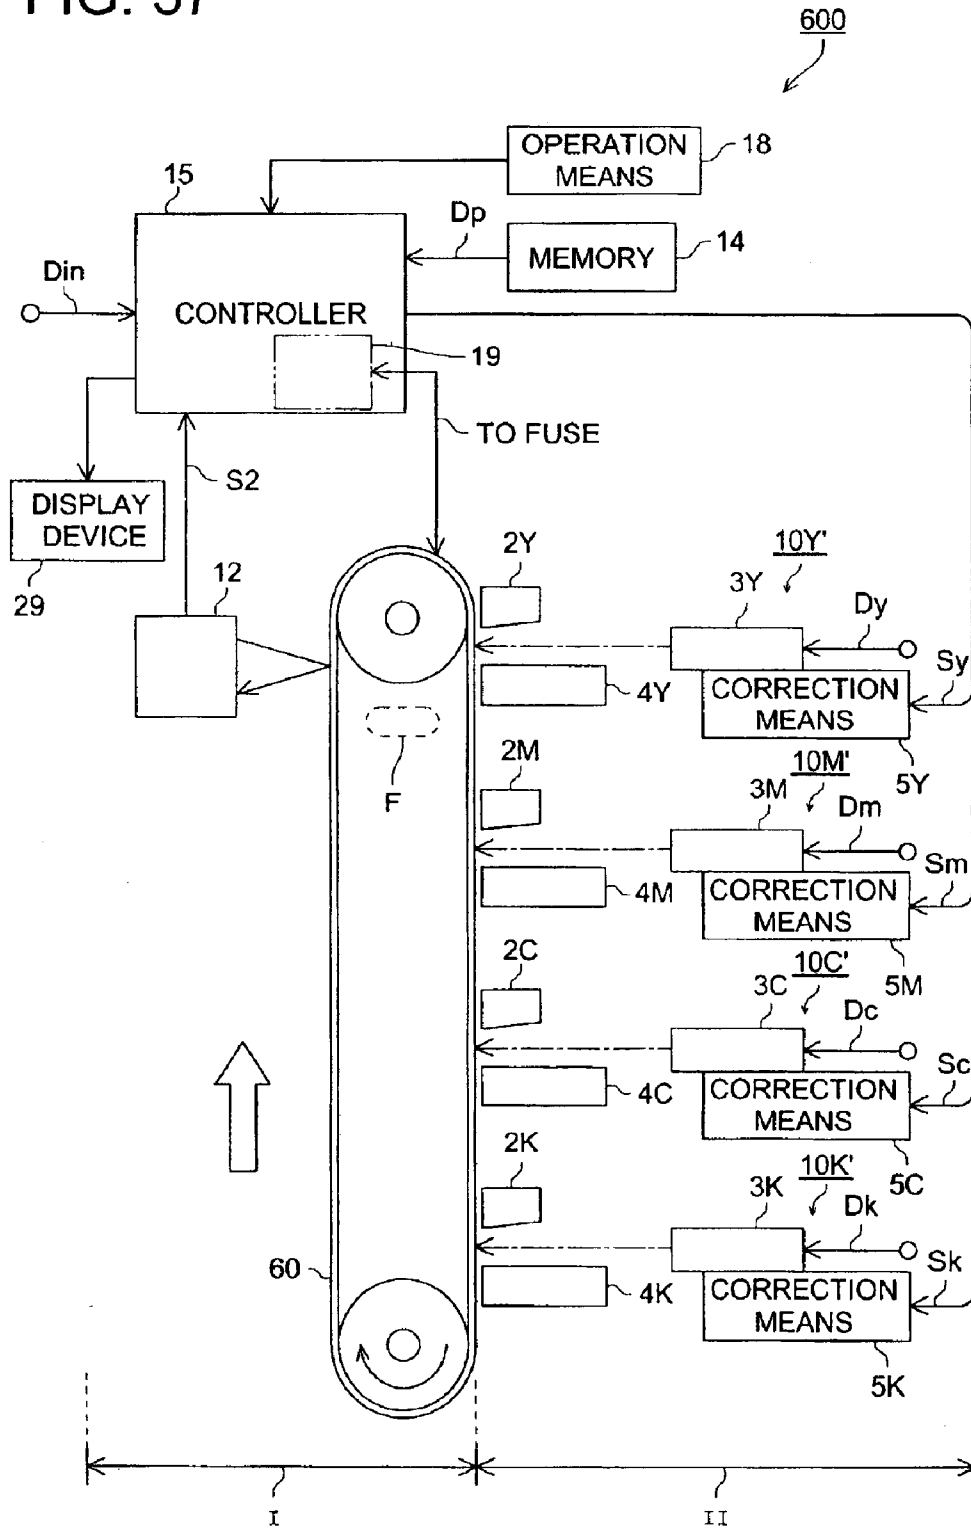 FIG. 37
600
OPERATION
MEANS
18
15
Dp
MEMORY
14
Din
CONTROLLER
19
TO FUSE
S2
DISPLAY
DEVICE
29
12
2Y
10Y'
3Y
Dy
Sy
4Y
CORRECTION
MEANS
5Y
F
2M
10M'
3M
Dm
Sm
4M
CORRECTION
MEANS
5M
2C
10C'
3C
Dc
Sc
4C
CORRECTION
MEANS
5C
2K
10K'
3K
Dk
Sk
60
4K
CORRECTION
MEANS
5K
I
II